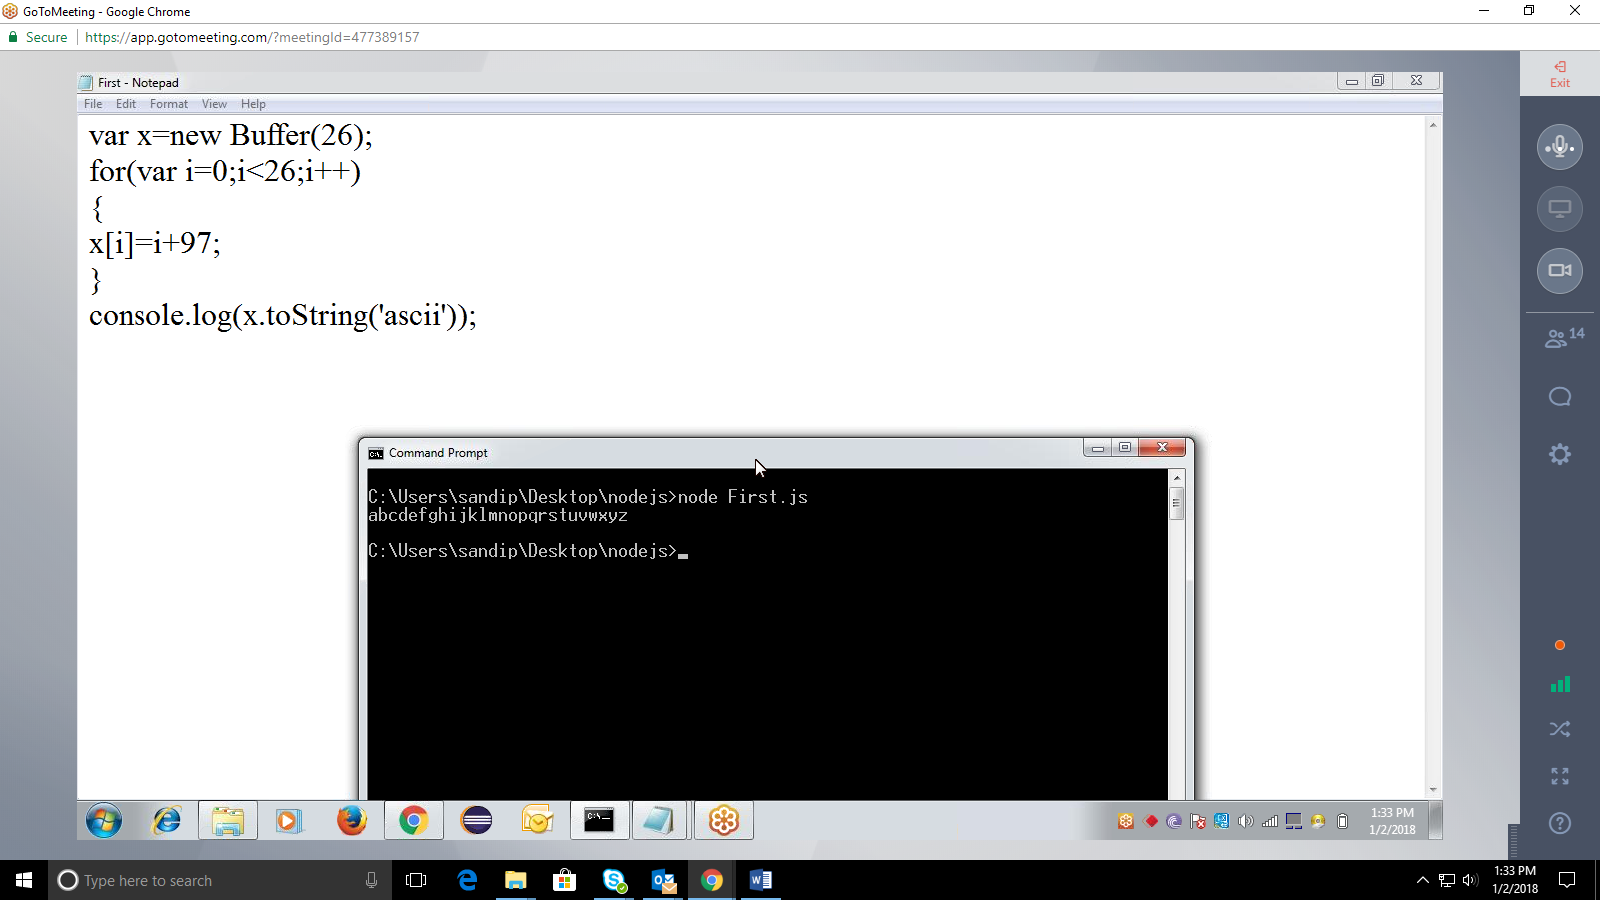 GoToMeeting - Google Chrome
Secure
https://app.gotomeeting.com/?meetingId=477389157
First - Notepad
Exit
File Edit Format View Help
var x=new Buffer(26);
for(var i=0;i<26;i++)
{
x[i]=i+97;
}
console.log(x.toString('ascii'));
14
Command Prompt
C:\Users\sandip\Desktop\nodejs>node First.js
abcdefghijklmnopqrstuvwxyz
C:\Users\sandip\Desktop\nodejs>_
1:33 PM
1/2/2018
Type here to search
1:33 PM
1/2/2018